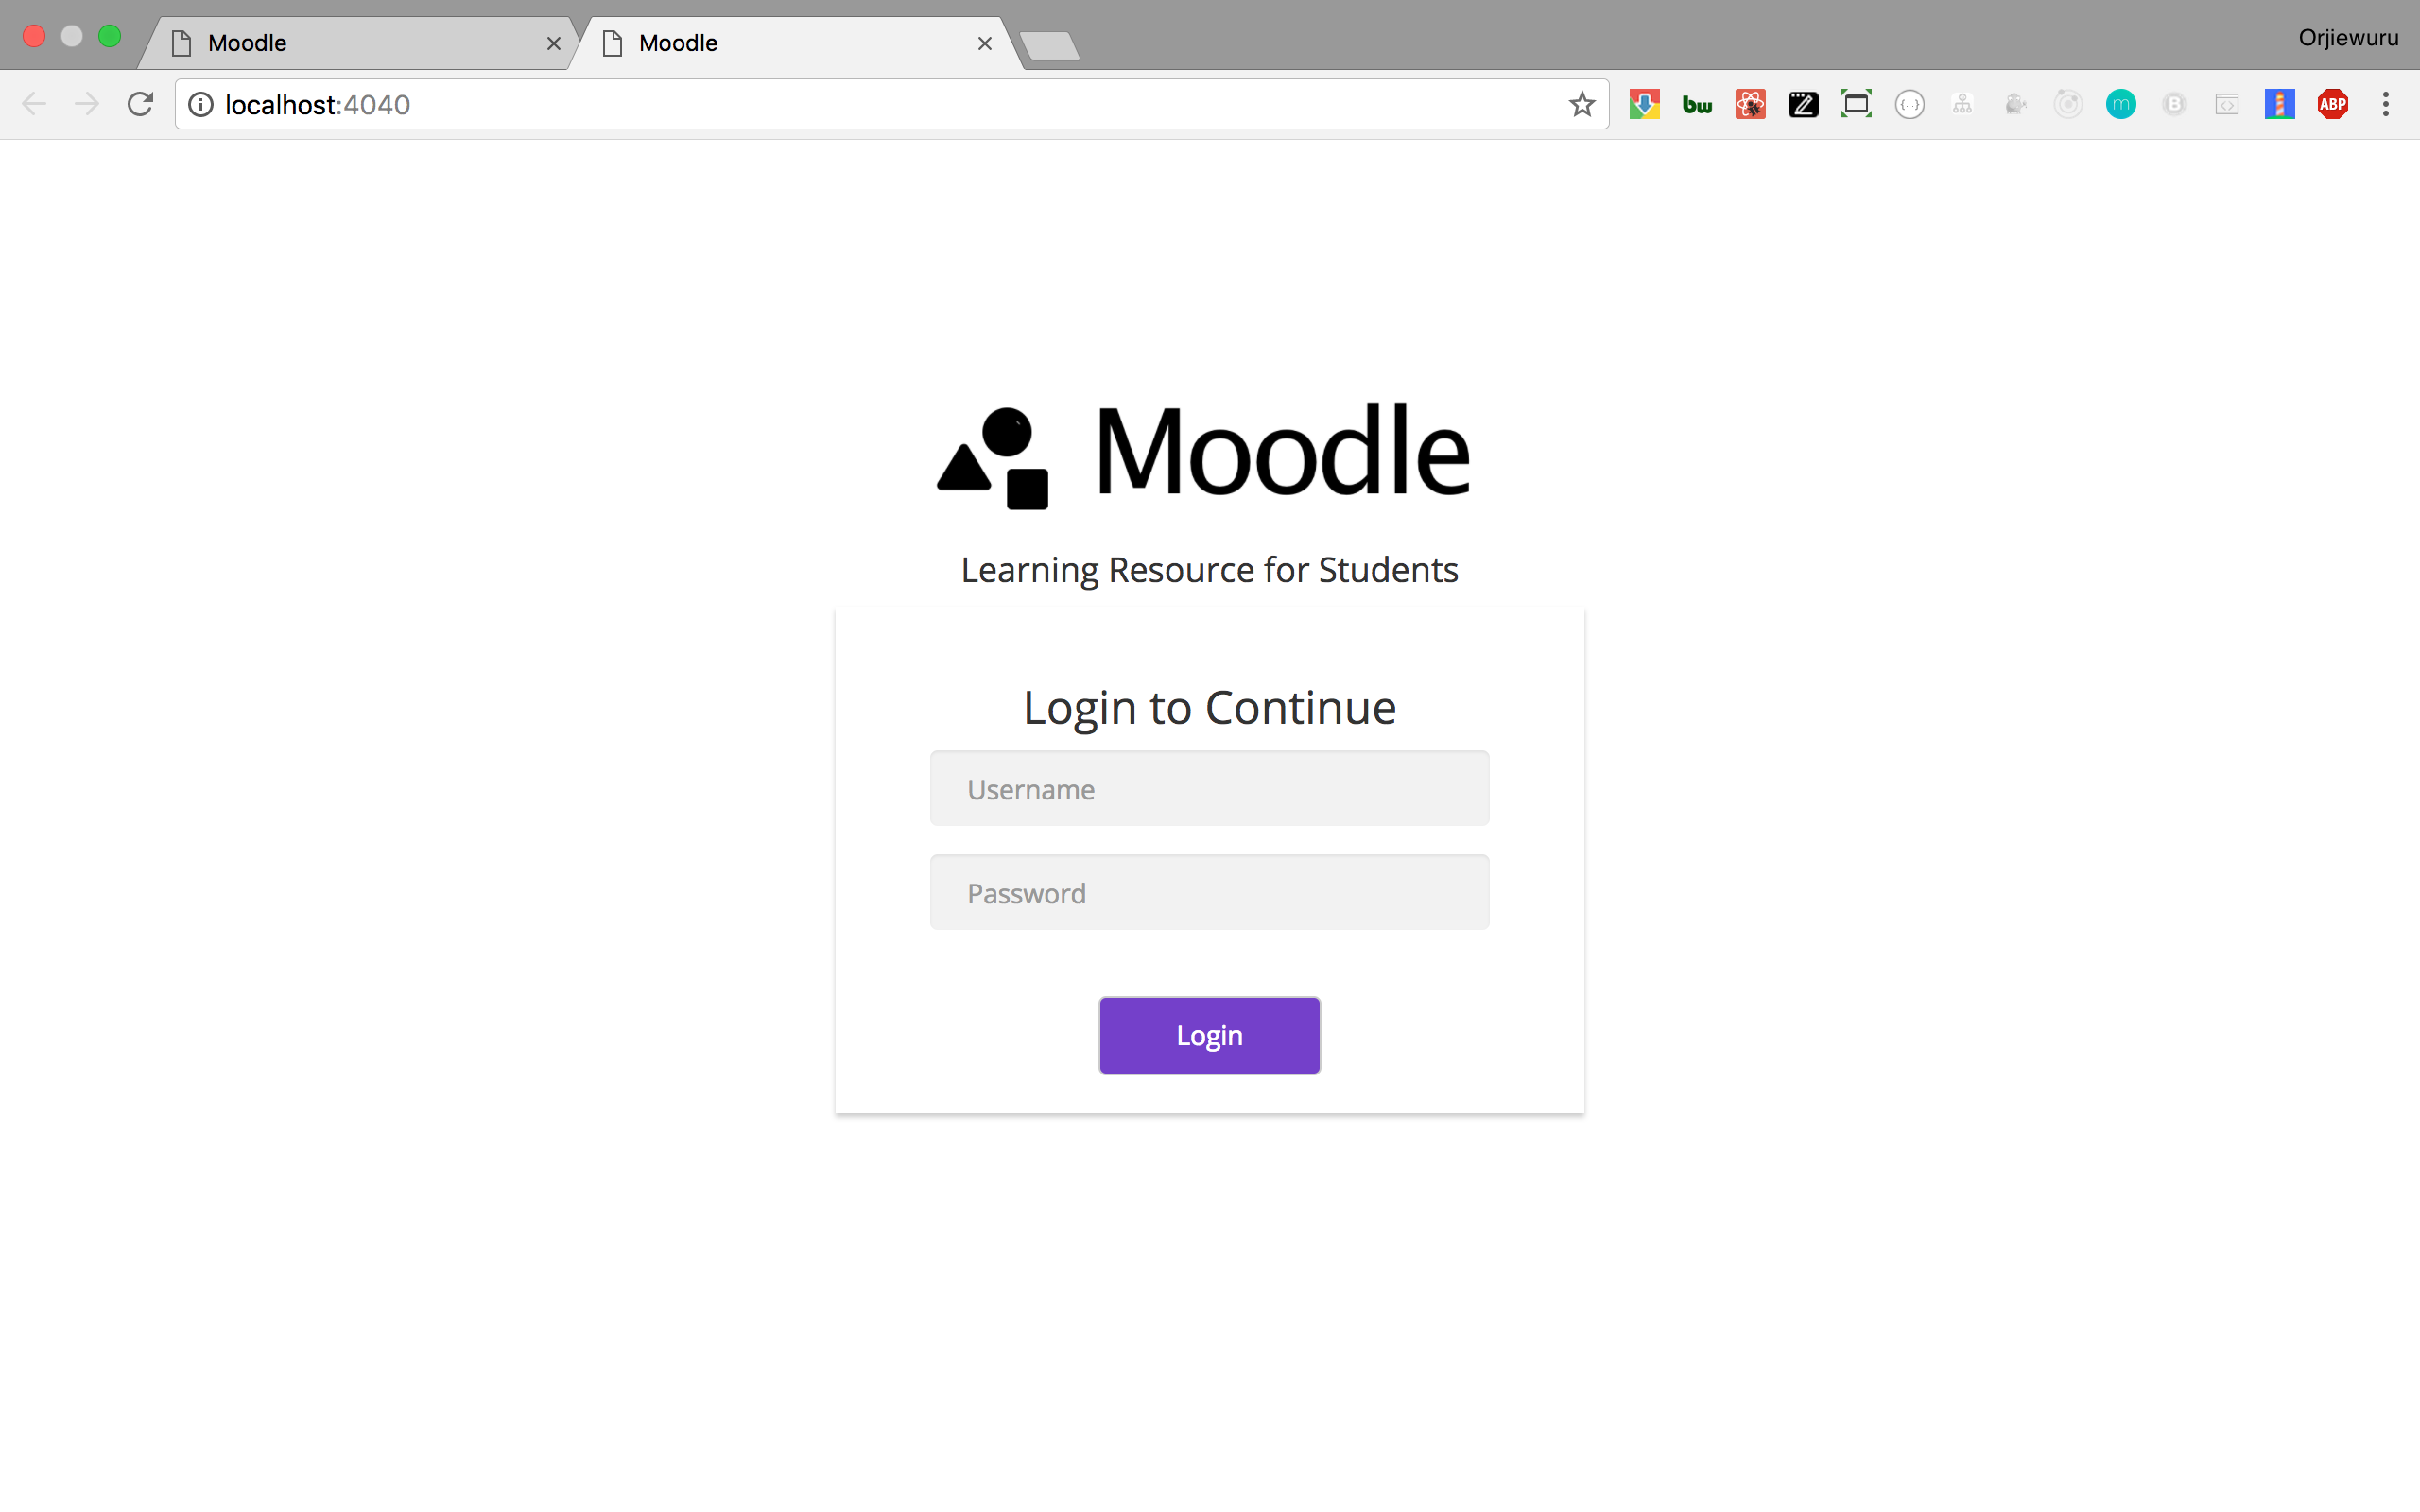 Moodle
Moodle
Orjiewuru
localhost:4040
bw
{...}
m
B
<>
ABP
Moodle
Learning Resource for Students
Login to Continue
Username
Password
Login